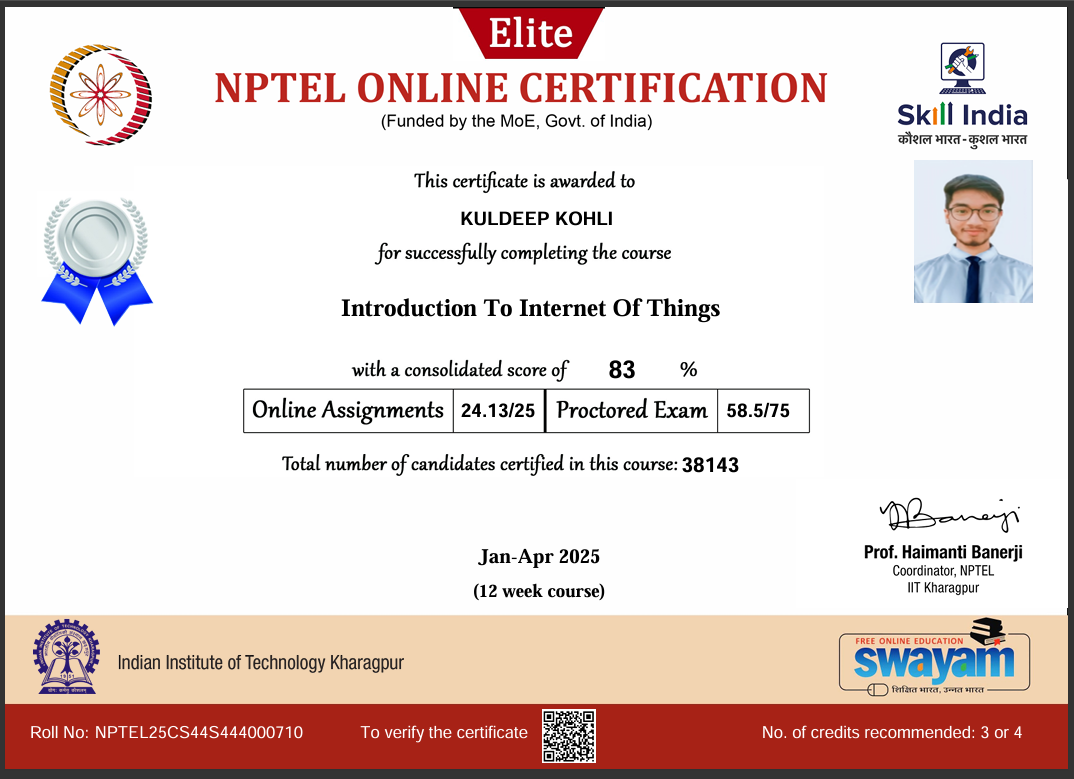 Elite
NPTEL ONLINE CERTIFICATION
(Funded by the MoE, Govt. of India)
Skill India
कौशल भारत - कुशल भारत
This certificate is awarded to
KULDEEP KOHLI
for successfully completing the course
Introduction To Internet Of Things
with a consolidated score of 83 %
Online Assignments 24.13/25 Proctored Exam 58.5/75
Total number of candidates certified in this course: 38143
Jan-Apr 2025
(12 week course)
Prof. Haimanti Banerji
Coordinator, NPTEL
IIT Kharagpur
Indian Institute of Technology Kharagpur
FREE ONLINE EDUCATION
swayam
शिक्षित भारत, उन्नत भारत
Roll No: NPTEL25CS44S444000710
To verify the certificate
No. of credits recommended: 3 or 4